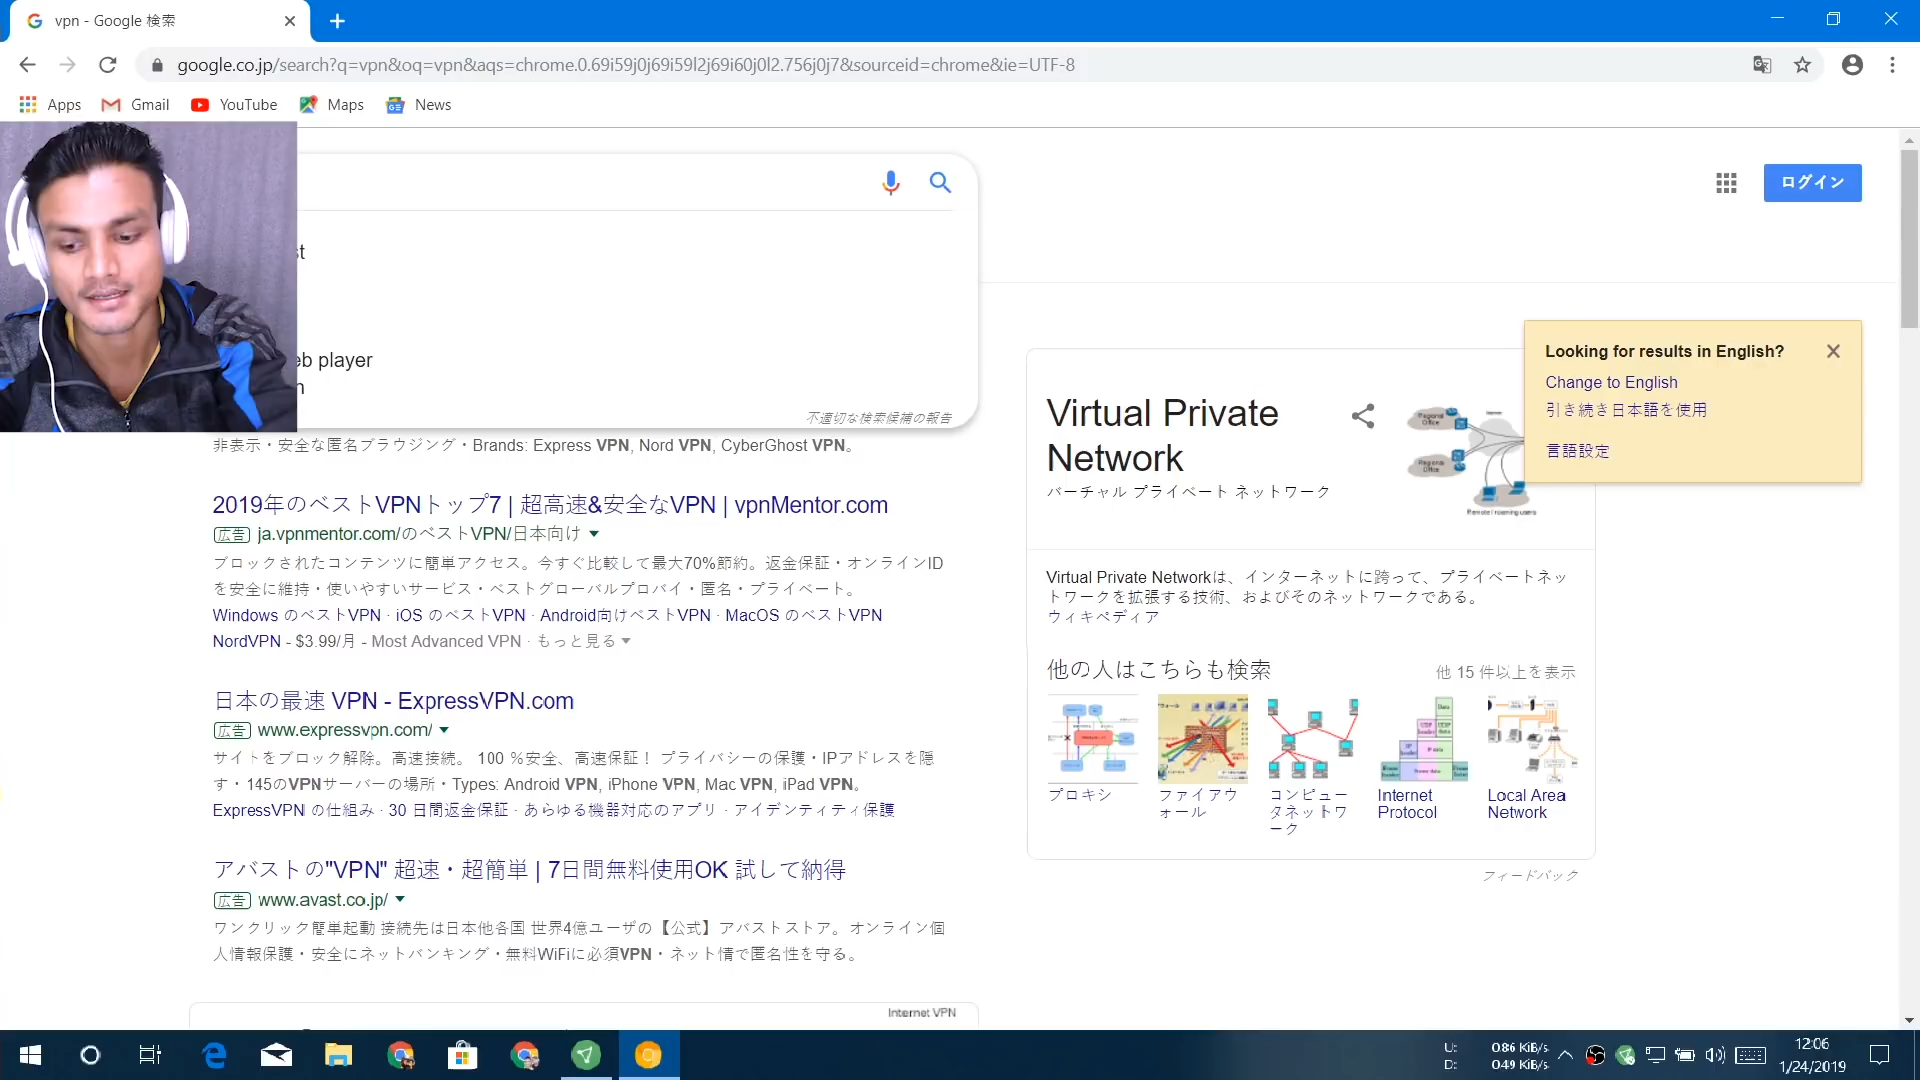 vpn - Google 検索
google.co.jp/search?q=vpn&oq=vpn&aqs=chrome.0.69i59j0j69i59l2j69i60j0l2.756j0j7&sourceid=chrome&ie=UTF-8
Apps Gmail YouTube Maps News
ログイン
st
eb player
n
不適切な検索候補の報告
非表示・安全な匿名ブラウジング・Brands: Express VPN, Nord VPN, CyberGhost VPN。
2019年のベストVPNトップ7 | 超高速&安全なVPN | vpnMentor.com
広告 ja.vpnmentor.com/のベストVPN/日本向け
ブロックされたコンテンツに簡単アクセス。今すぐ比較して最大70%節約。返金保証・オンラインID
を安全に維持・使いやすいサービス・ベストグローバルプロバイ・匿名・プライベート。
Windows のベストVPN · iOS のベストVPN · Android向けベストVPN · MacOS のベストVPN
NordVPN - $3.99/月 - Most Advanced VPN · もっと見る
日本の最速 VPN - ExpressVPN.com
広告 www.expressvpn.com/
サイトをブロック解除。高速接続。 100 %安全、高速保証！ プライバシーの保護・IPアドレスを隠
す・145のVPNサーバーの場所・Types: Android VPN, iPhone VPN, Mac VPN, iPad VPN。
ExpressVPN の仕組み · 30 日間返金保証 · あらゆる機器対応のアプリ · アイデンティティ保護
アバストの"VPN" 超速・超簡単 | 7日間無料使用OK 試して納得
広告 www.avast.co.jp/
ワンクリック簡単起動 接続先は日本他各国 世界4億ユーザの【公式】アバストストア。オンライン個
人情報保護・安全にネットバンキング・無料WiFiに必須VPN・ネット情で匿名性を守る。
Internet VPN
Looking for results in English?
Change to English
引き続き日本語を使用
言語設定
Virtual Private
Network
バーチャル プライベート ネットワーク
Regional
Office
Internet
Regional
Office
Remote / roaming users
Virtual Private Networkは、インターネットに跨って、プライベートネッ
トワークを拡張する技術、およびそのネットワークである。
ウィキペディア
他の人はこちらも検索
他 15 件以上を表示
プロキシ
ファイアウ
ォール
コンピュー
タネットワ
ーク
Internet
Protocol
Local Area
Network
フィードバック
U: 0.86 KiB/s
D: 0.49 KiB/s
12:06
1/24/2019